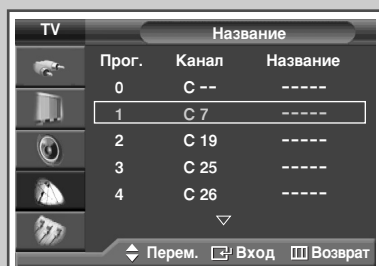 TV Название
Прог. Канал Название
0 C -- -----
1 C 7 -----
2 C 19 -----
3 C 25 -----
4 C 26 -----
Перем. Вход Возврат